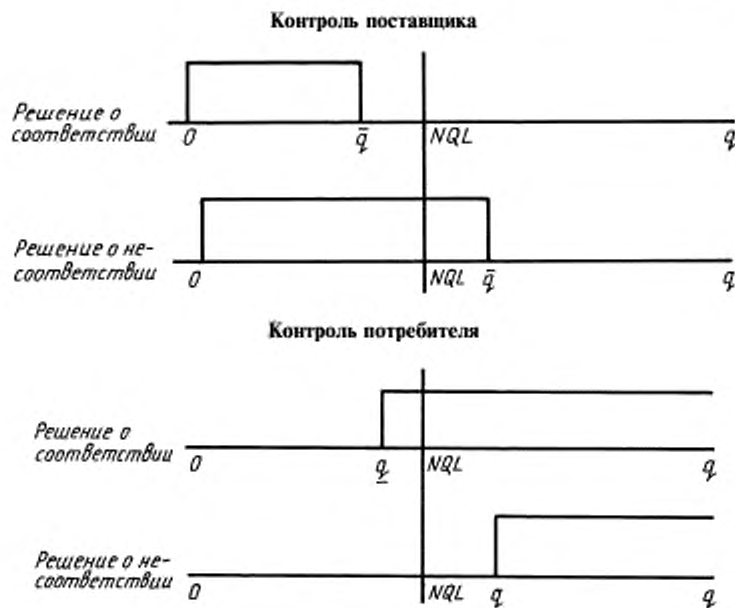 Контроль поставщика
Решение о
соответствии
0 q̄ NQL q
Решение о не-
соответствии
0 NQL q̄ q
Контроль потребителя
Решение о
соответствии
0 q̲ NQL q
Решение о не-
соответствии
0 NQL q q